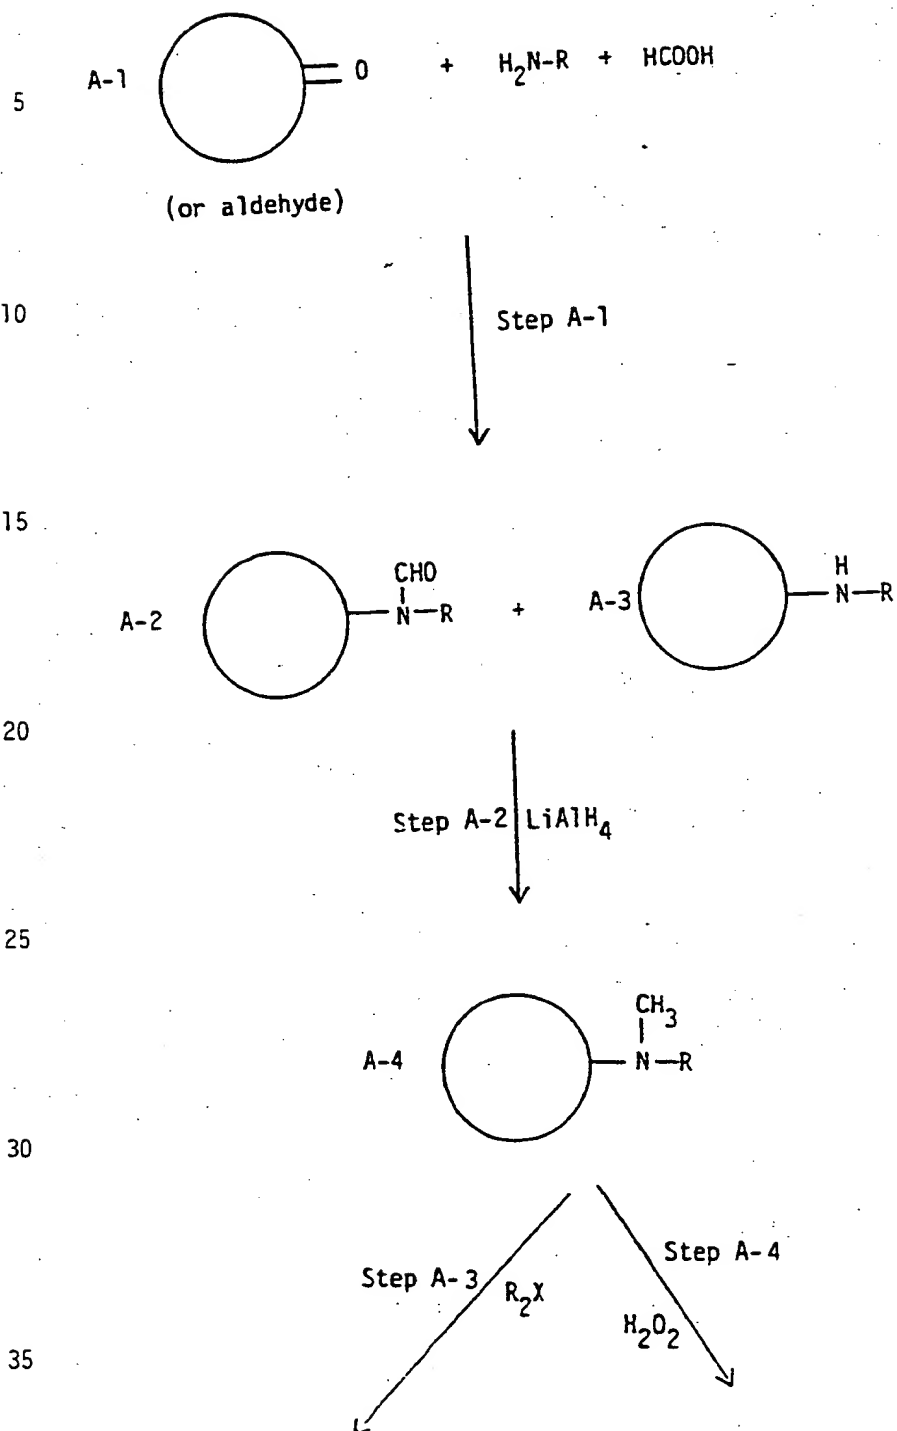 A-1 O + H2N-R + HCOOH
5
(or aldehyde)
10
Step A-1
15
CHO
H
A-2 N-R + A-3 N-R
20
Step A-2 LiAlH4
25
CH3
A-4 N-R
30
Step A-4
Step A-3 R2X
H2O2
35